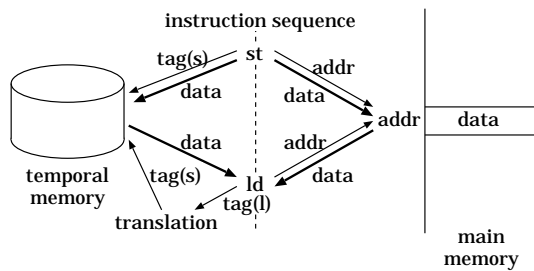 instruction sequence
st
tag(s)
data
addr
data
addr
data
data
addr
data
ld
tag(l)
tag(s)
translation
temporal
memory
main
memory